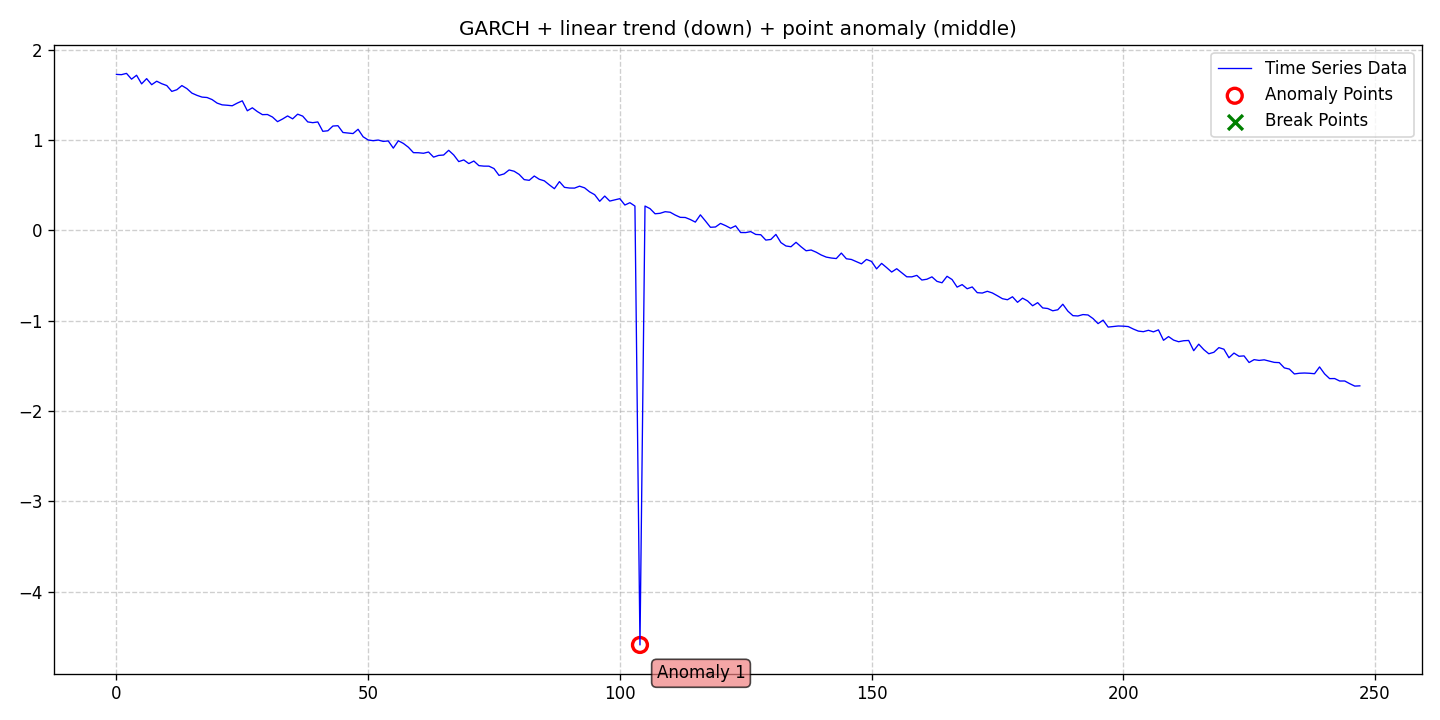 GARCH + linear trend (down) + point anomaly (middle)
Time Series Data
Anomaly Points
Break Points
2
1
0
−1
−2
−3
−4
Anomaly 1
0
50
100
150
200
250